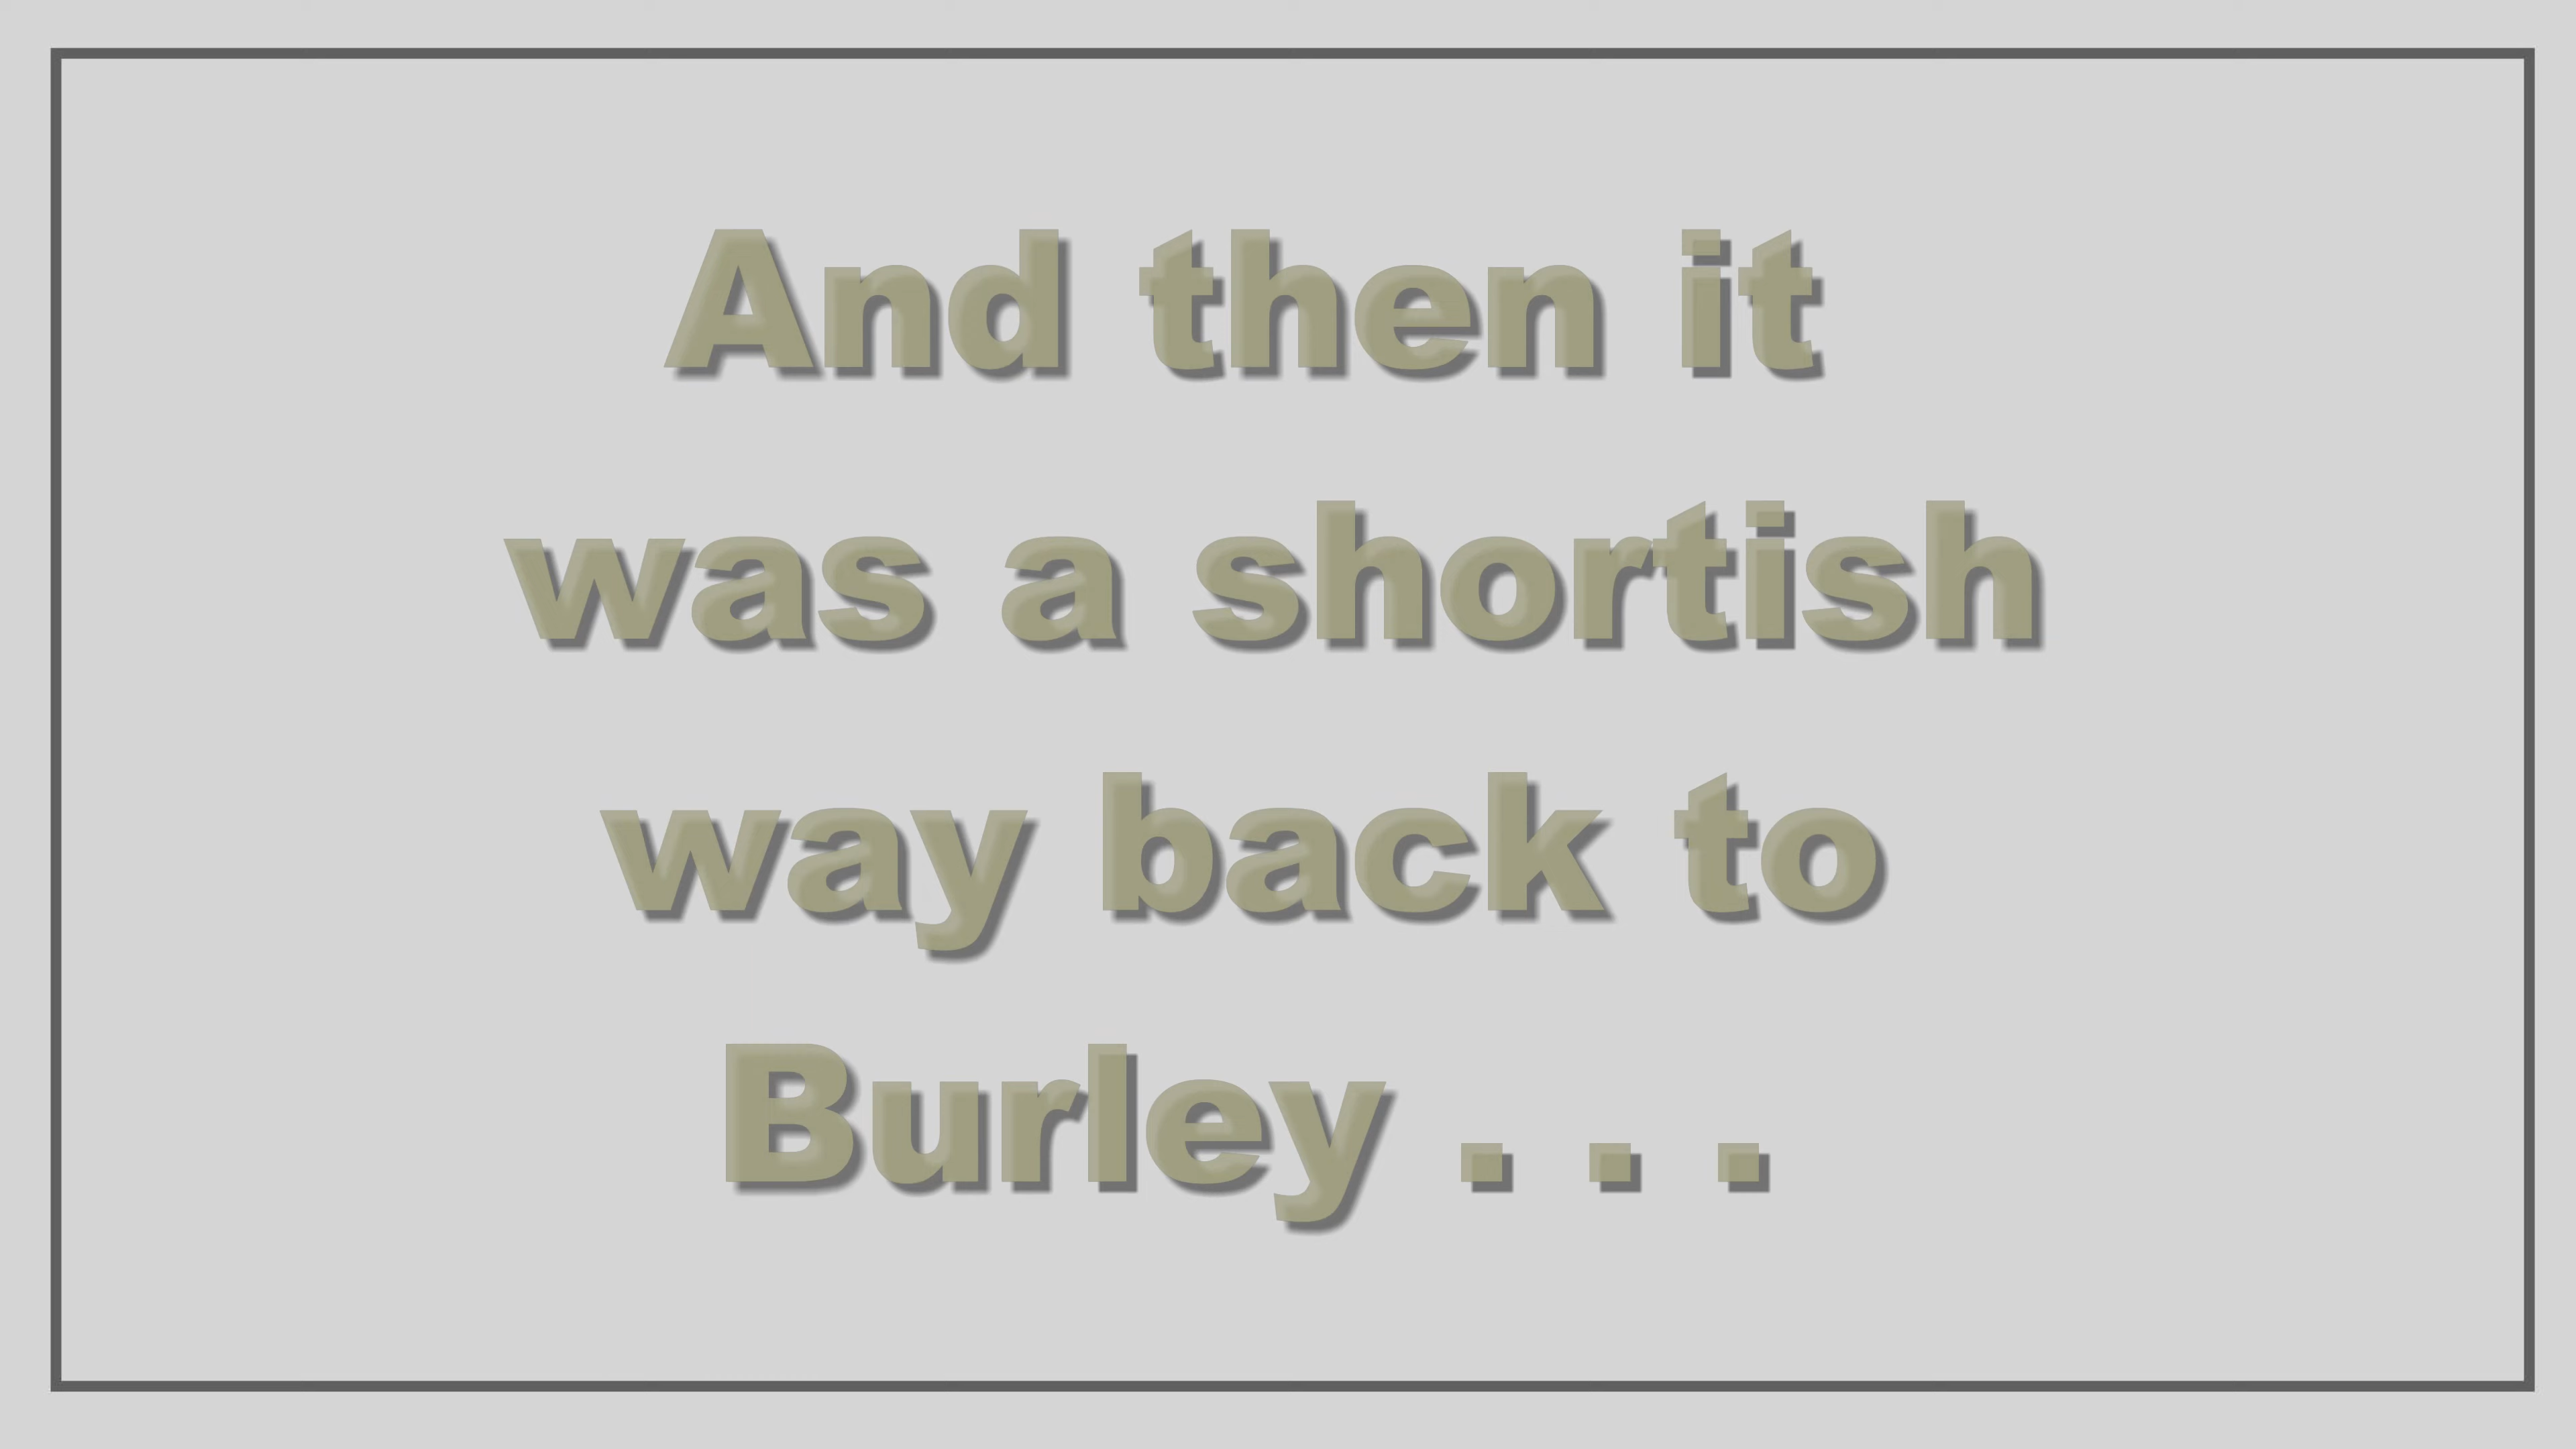 And then it
was a shortish
way back to
Burley . . .